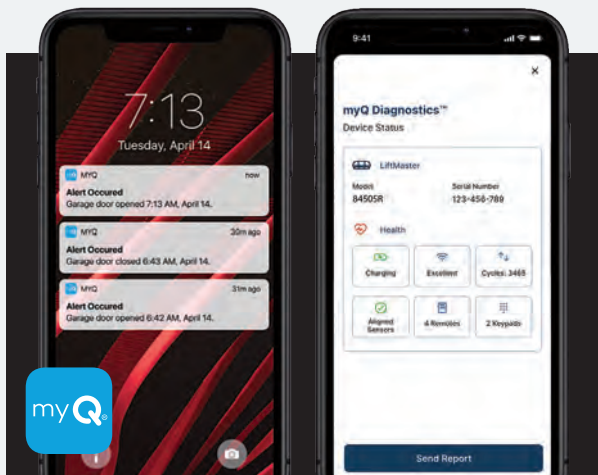 7:13
Tuesday, April 14
MYQ
now
Alert Occured
Garage door opened 7:13 AM, April 14.
MYQ
30m ago
Alert Occured
Garage door closed 6:43 AM, April 14.
MYQ
31m ago
Alert Occured
Garage door opened 6:42 AM, April 14.
myQ
9:41
myQ Diagnostics™
Device Status
LiftMaster
Model
Serial Number
84505R
123-456-789
Health
Charging
Excellent
Cycles: 3465
Aligned
Sensors
4 Remotes
2 Keypads
Send Report